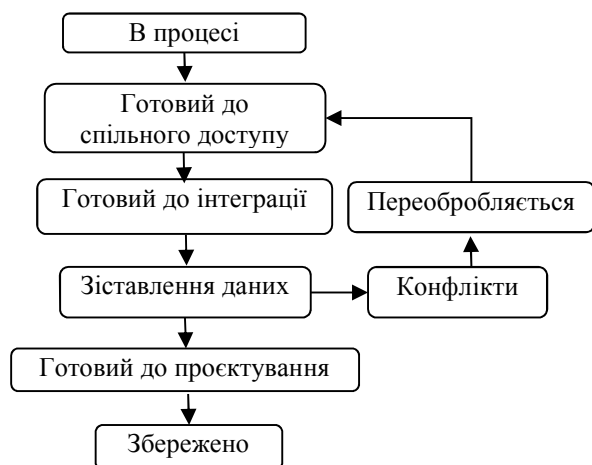 В процесі
Готовий до
спільного доступу
Готовий до інтеграції
Переобробляється
Зіставлення даних
Конфлікти
Готовий до проєктування
Збережено